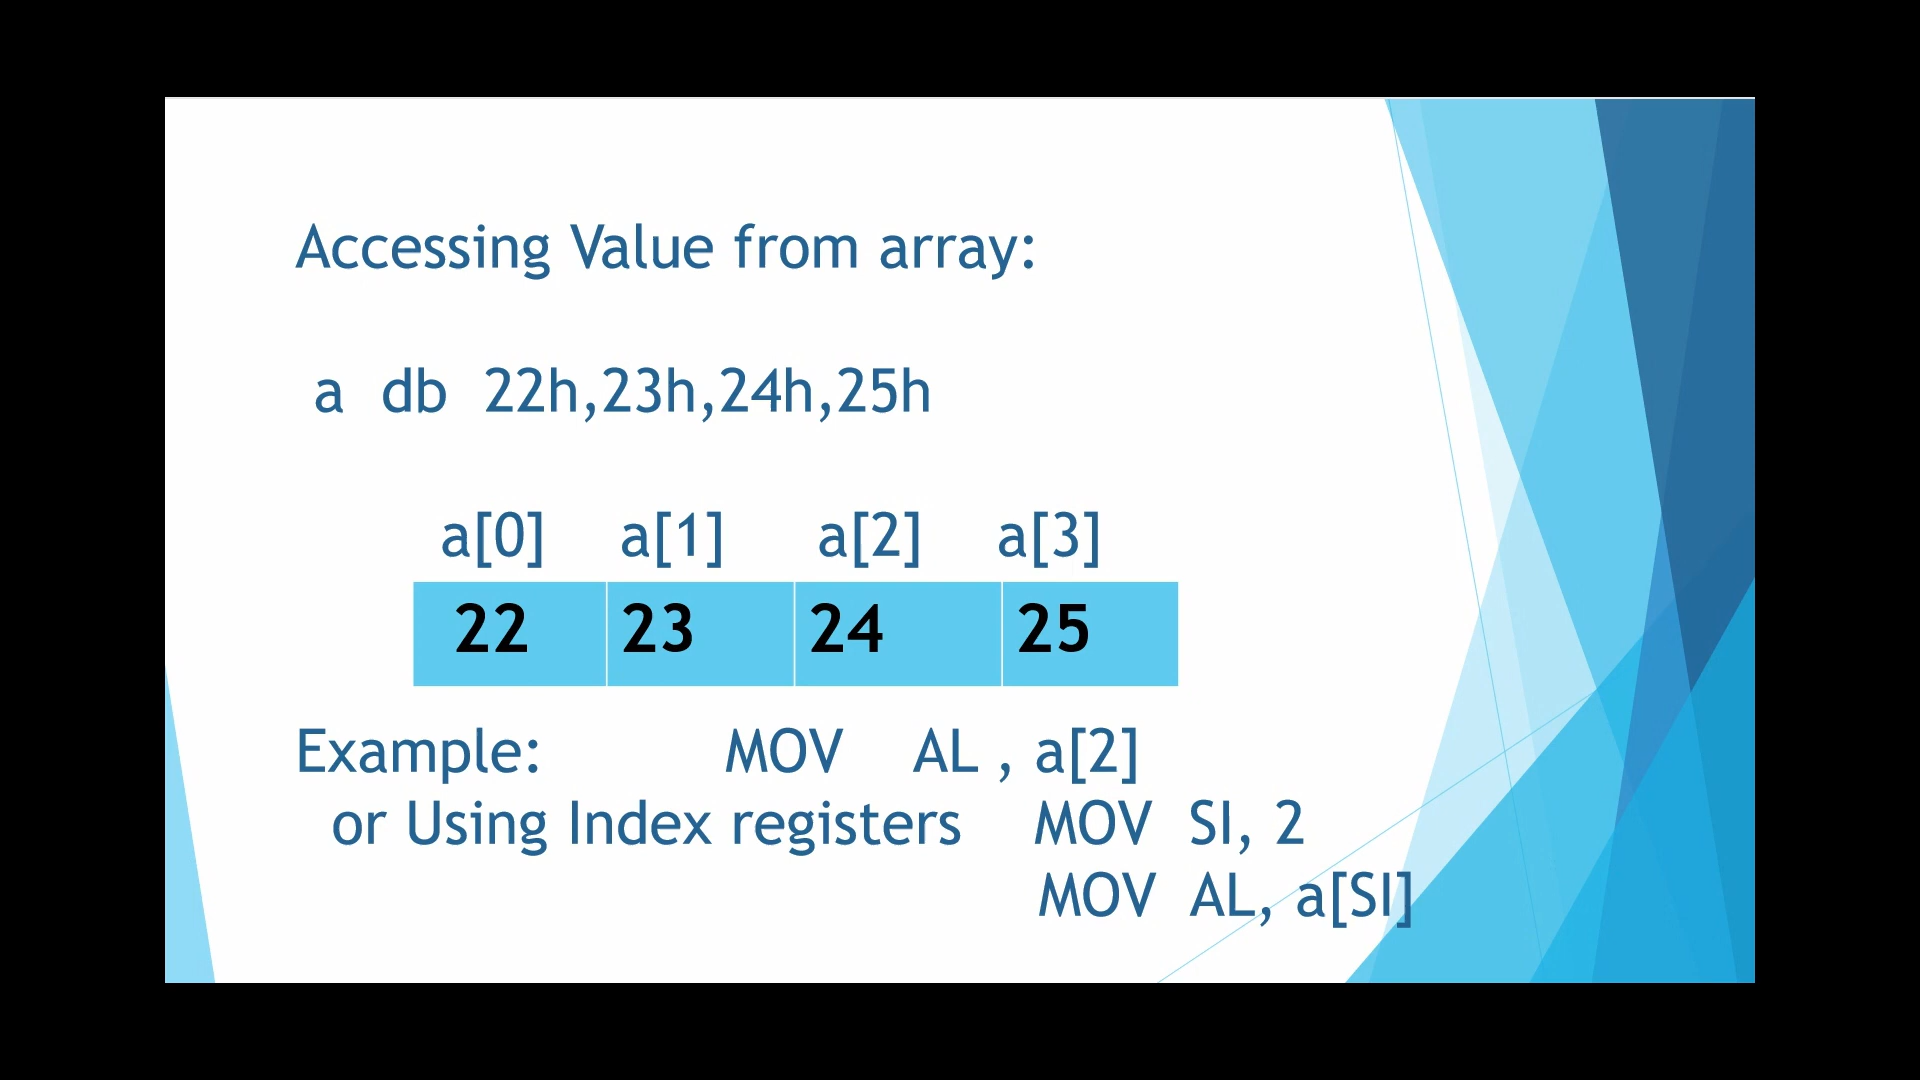 Accessing Value from array:
a db 22h,23h,24h,25h
a[0] a[1] a[2] a[3]
22 23 24 25
Example: MOV AL , a[2]
or Using Index registers MOV SI, 2
MOV AL, a[SI]